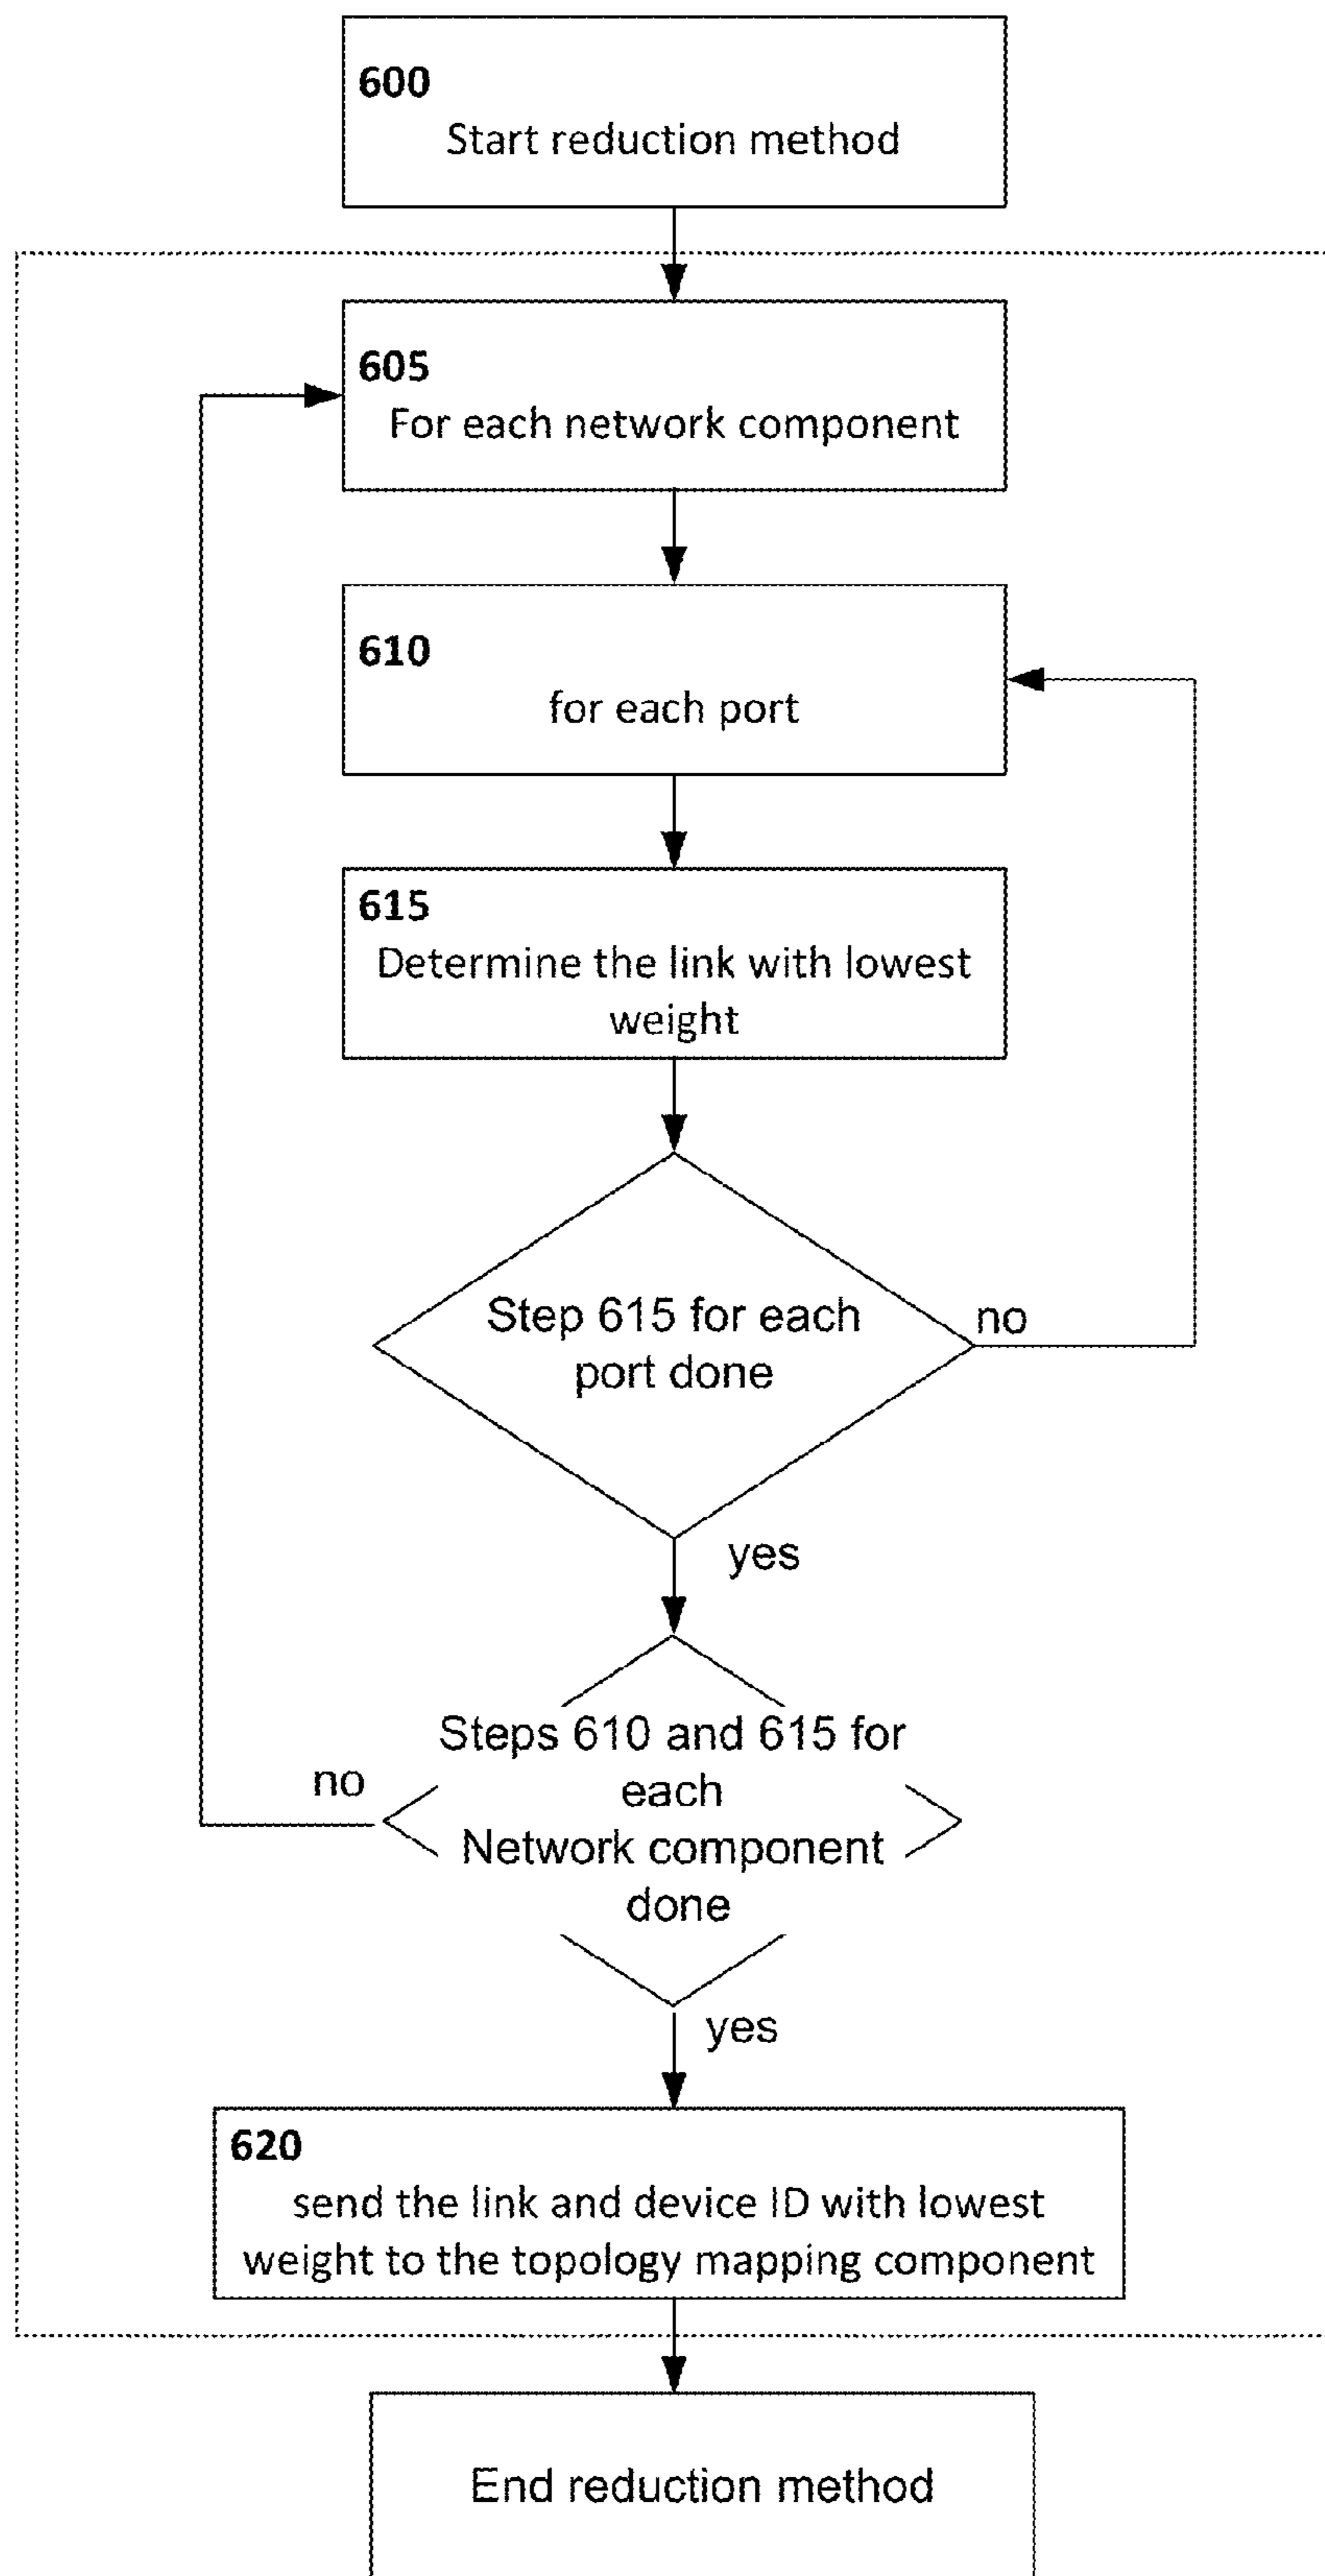 600
Start reduction method
605
For each network component
610
for each port
615
Determine the link with lowest
weight
Step 615 for each
port done
no
yes
Steps 610 and 615 for
each
Network component
done
no
yes
620
send the link and device ID with lowest
weight to the topology mapping component
End reduction method